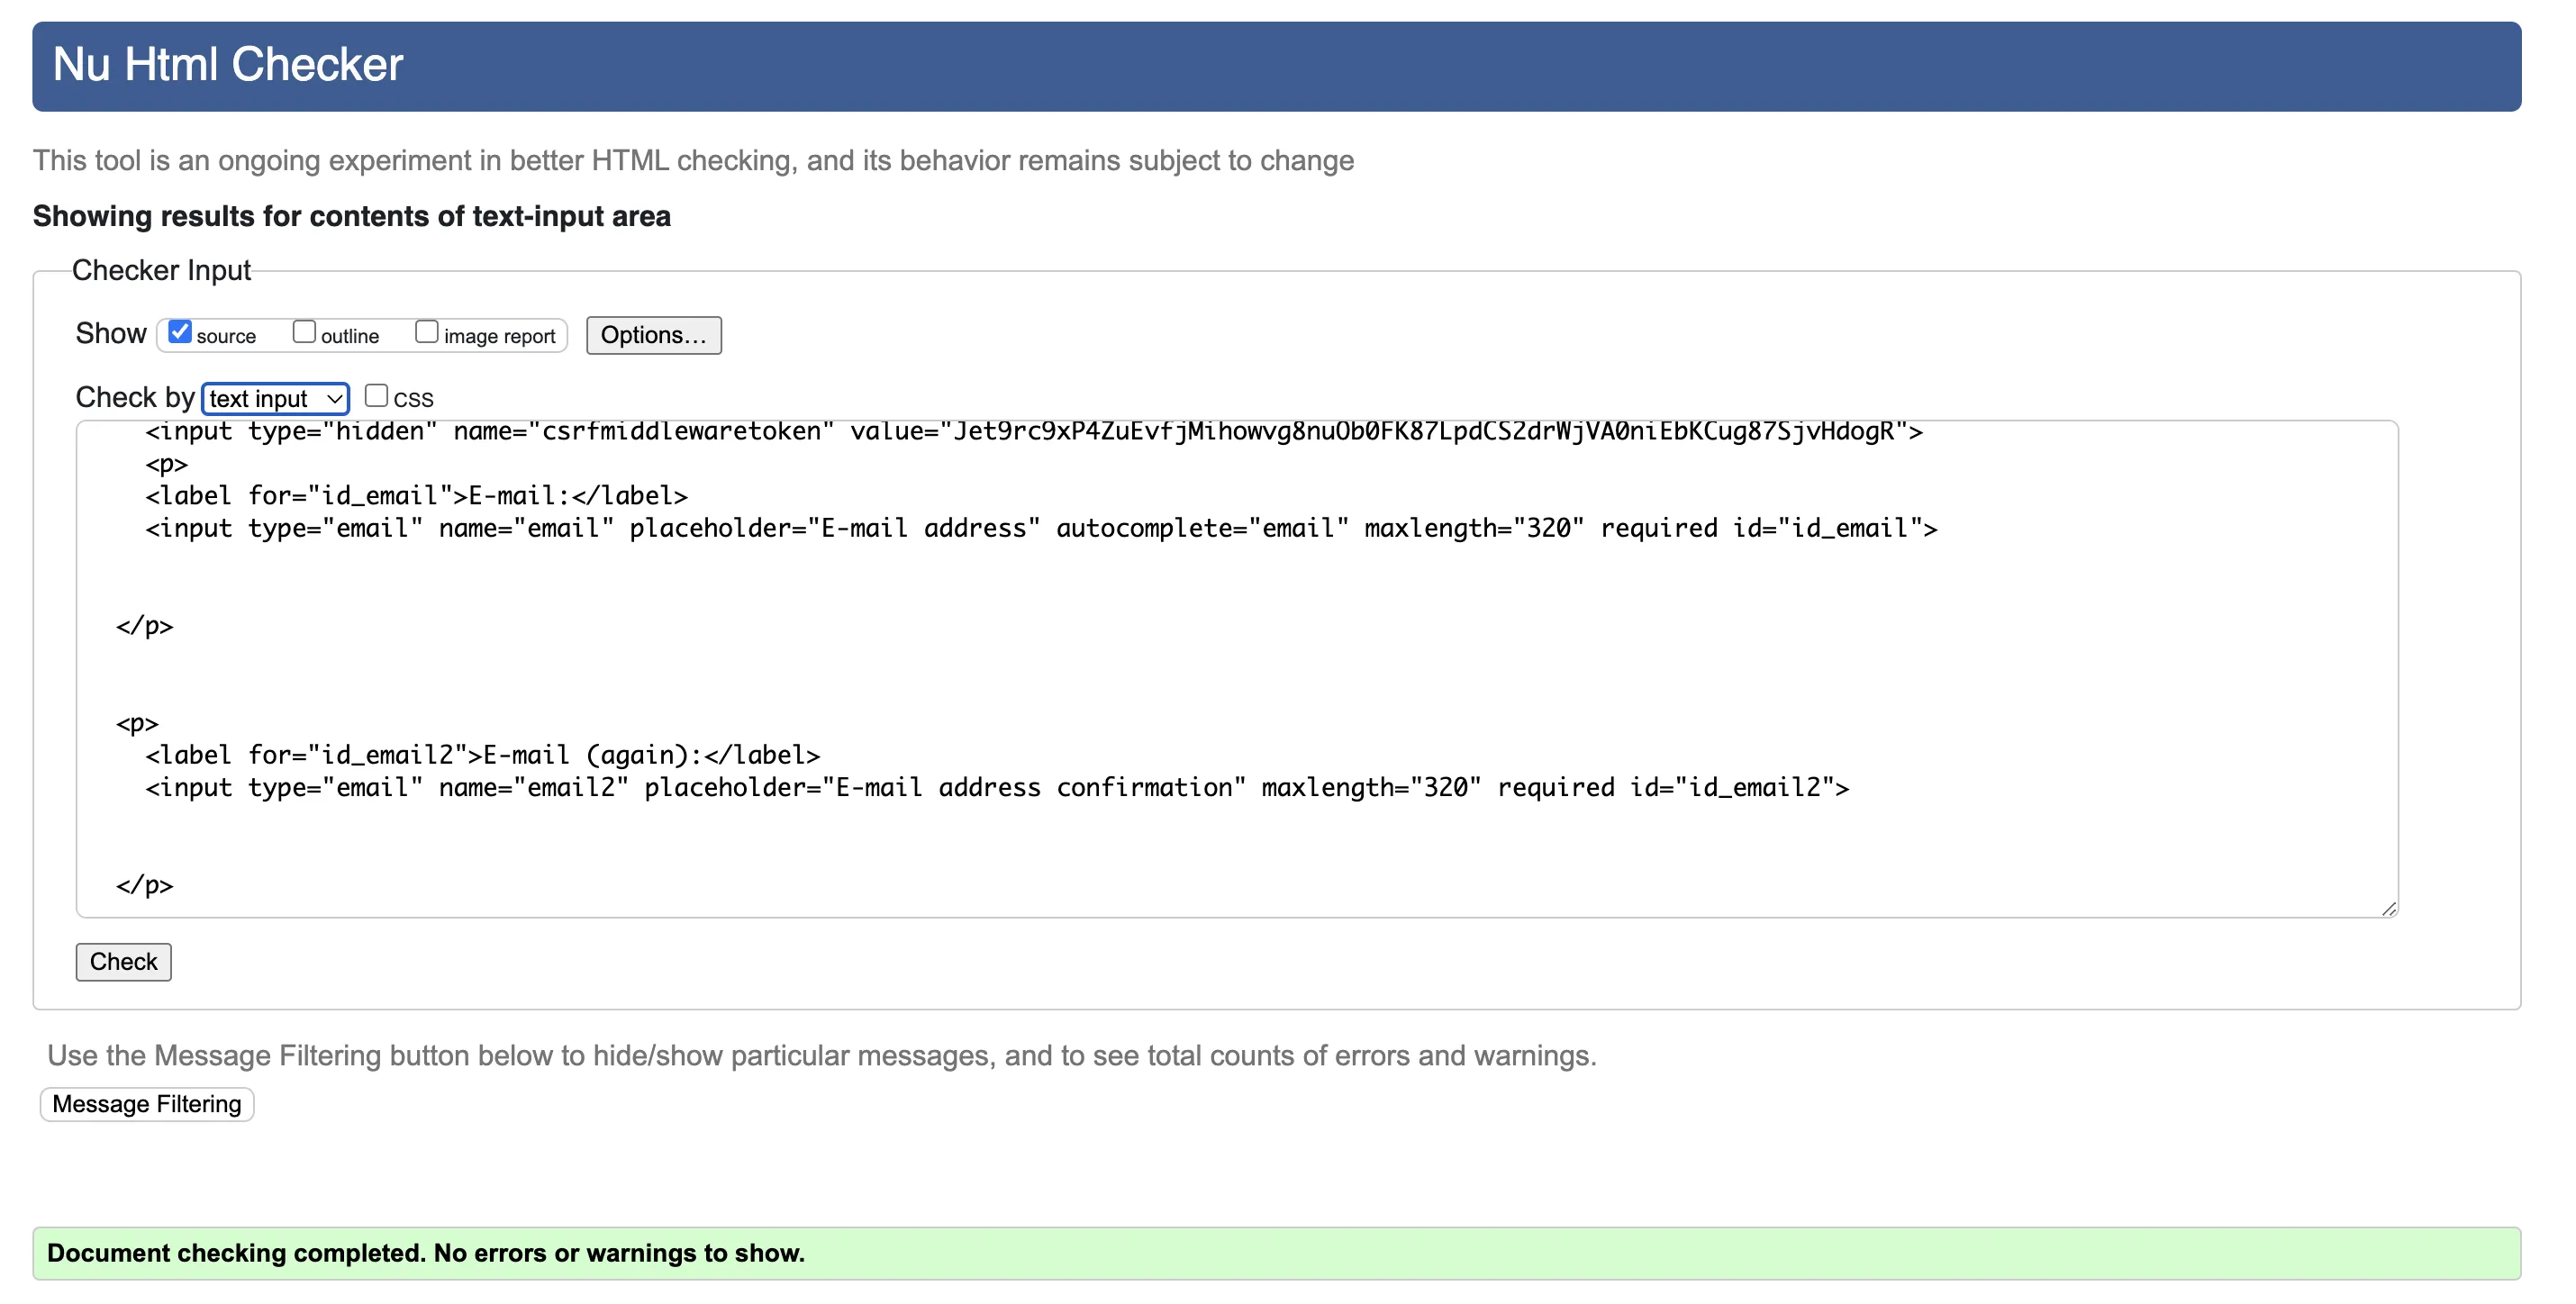 Nu Html Checker
This tool is an ongoing experiment in better HTML checking, and its behavior remains subject to change
Showing results for contents of text-input area
Checker Input
Show source outline image report Options...
Check by text input CSS
<input type="hidden" name="csrfmiddlewaretoken" value="Jet9rc9xP4ZuEvfjMihowvg8nuOb0FK87LpdCS2drWjVA0niEbKCug87SjvHdogR">
<p>
<label for="id_email">E-mail:</label>
<input type="email" name="email" placeholder="E-mail address" autocomplete="email" maxlength="320" required id="id_email">
</p>
<p>
<label for="id_email2">E-mail (again):</label>
<input type="email" name="email2" placeholder="E-mail address confirmation" maxlength="320" required id="id_email2">
</p>
Check
Use the Message Filtering button below to hide/show particular messages, and to see total counts of errors and warnings.
Message Filtering
Document checking completed. No errors or warnings to show.